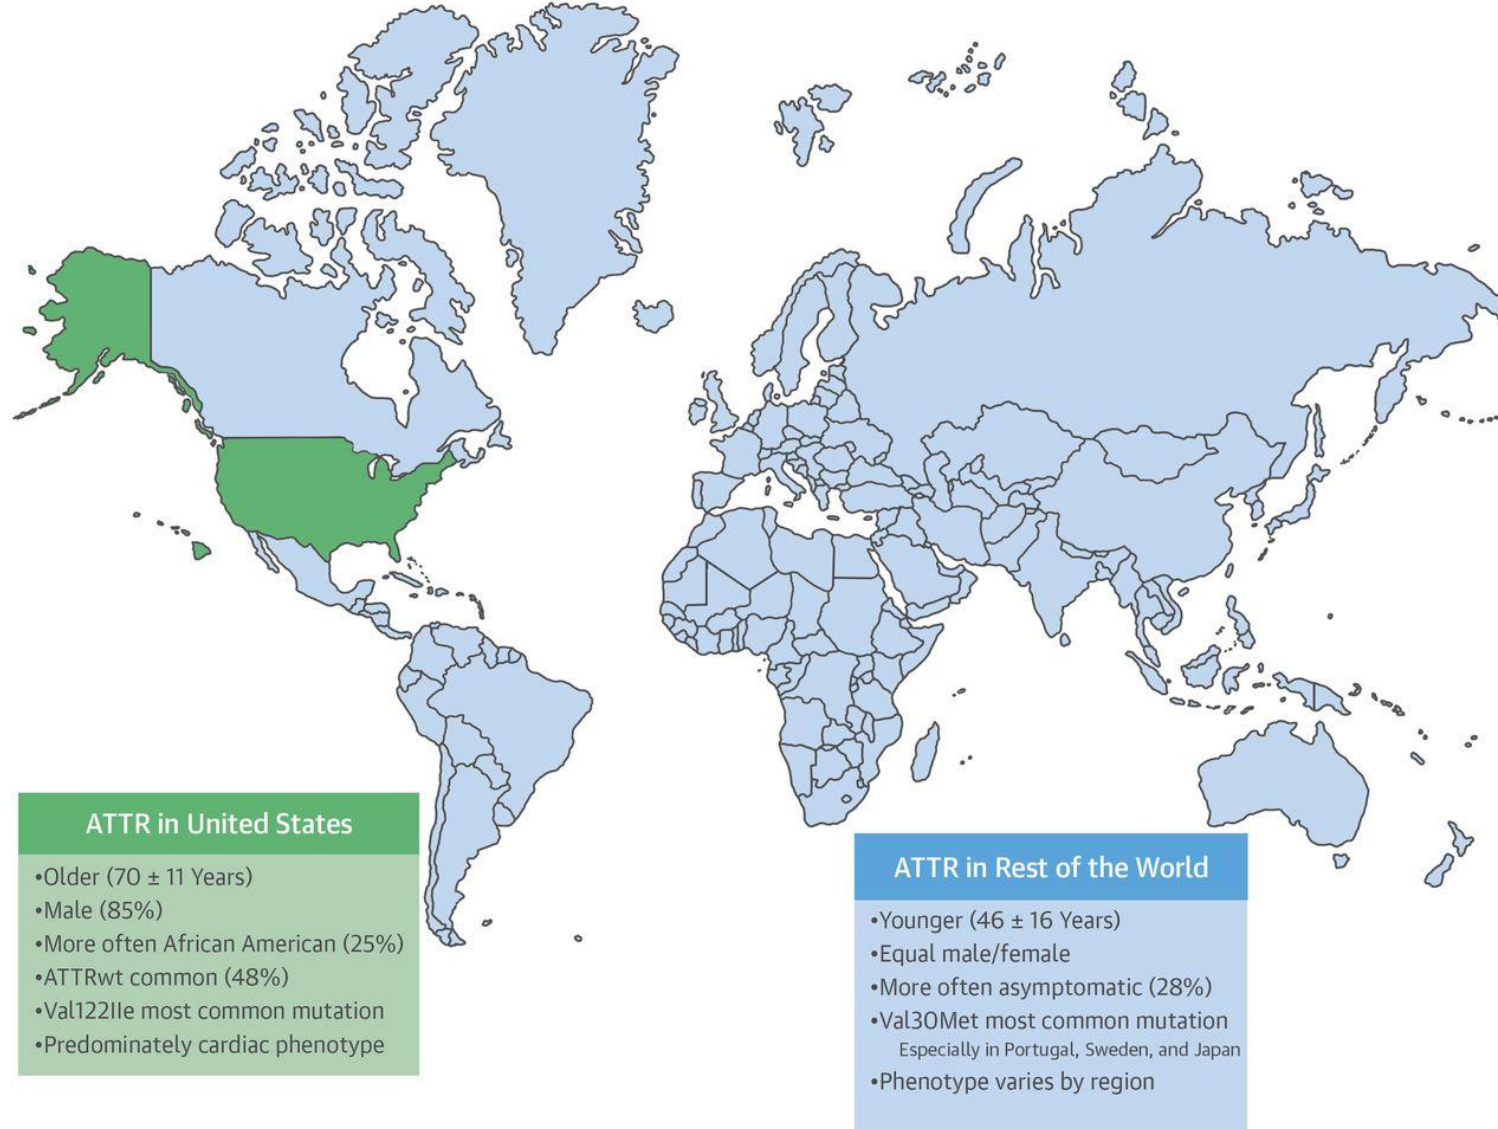 ATTR in United States
•Older (70 ± 11 Years)
•Male (85%)
•More often African American (25%)
•ATTRwt common (48%)
•Val122Ile most common mutation
•Predominately cardiac phenotype
ATTR in Rest of the World
•Younger (46 ± 16 Years)
•Equal male/female
•More often asymptomatic (28%)
•Val30Met most common mutation
Especially in Portugal, Sweden, and Japan
•Phenotype varies by region